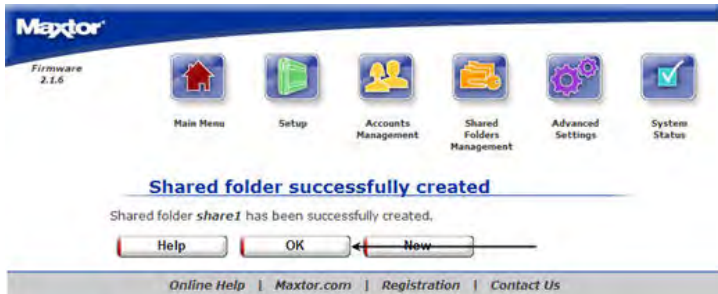 Maxtor
Firmware
2.1.6
Main Menu
Setup
Accounts
Management
Shared
Folders
Management
Advanced
Settings
System
Status
Shared folder successfully created
Shared folder share1 has been successfully created.
Help
OK
New
Online Help | Maxtor.com | Registration | Contact Us